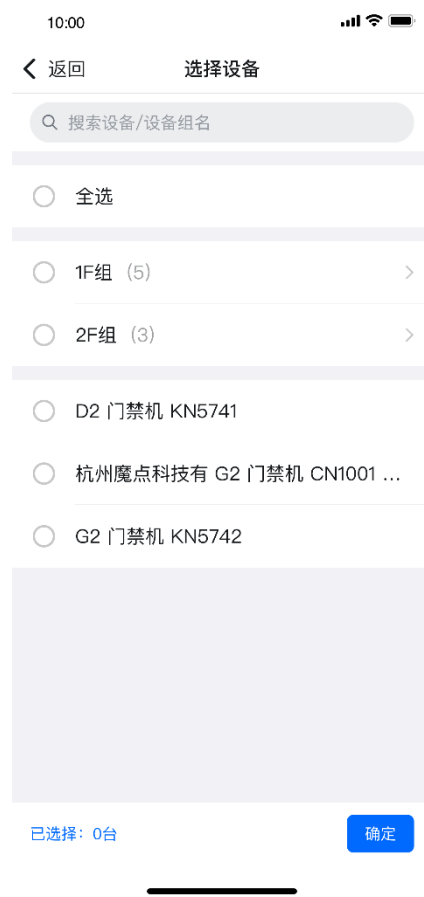 10:00
返回 选择设备
搜索设备/设备组名
全选
1F组（5）
2F组（3）
D2 门禁机 KN5741
杭州魔点科技有 G2 门禁机 CN1001 ...
G2 门禁机 KN5742
已选择：0台 确定